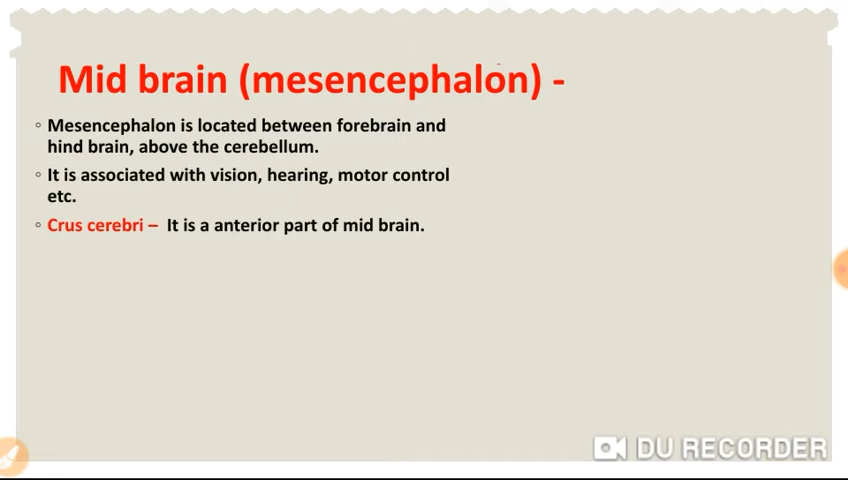 Mid brain (mesencephalon) -
◦ Mesencephalon is located between forebrain and
hind brain, above the cerebellum.
◦ It is associated with vision, hearing, motor control
etc.
◦ Crus cerebri – It is a anterior part of mid brain.
DU RECORDER